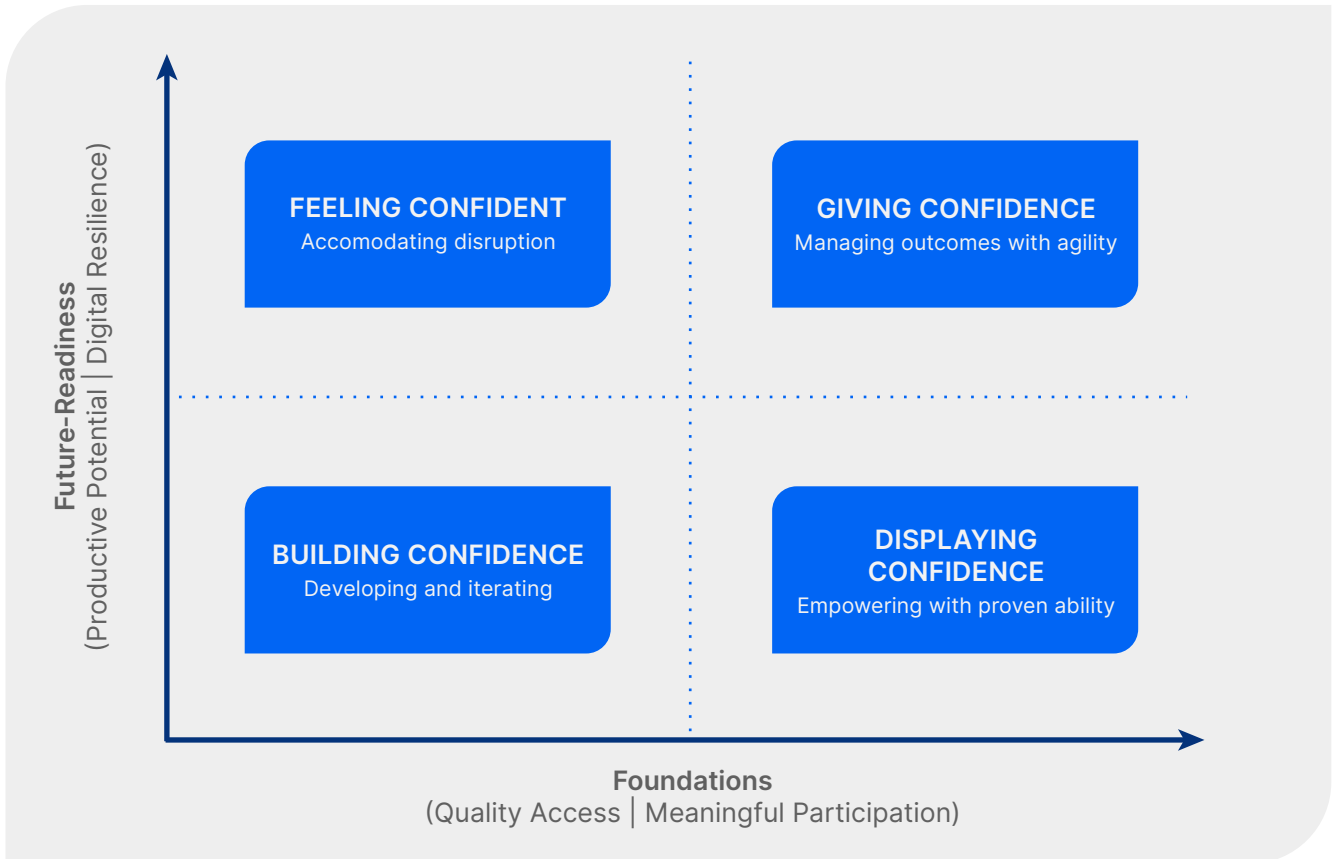 Future-Readiness
(Productive Potential | Digital Resilience)
FEELING CONFIDENT
Accomodating disruption
GIVING CONFIDENCE
Managing outcomes with agility
BUILDING CONFIDENCE
Developing and iterating
DISPLAYING
CONFIDENCE
Empowering with proven ability
Foundations
(Quality Access | Meaningful Participation)